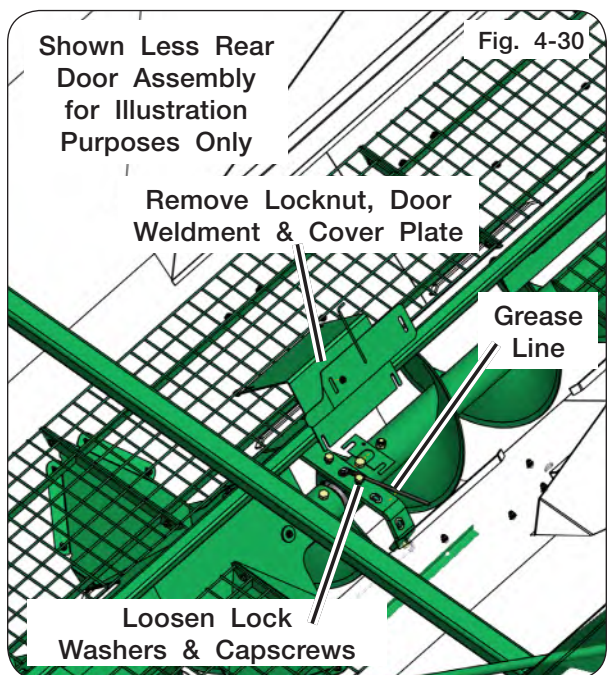 Shown Less Rear
Door Assembly
for Illustration
Purposes Only
Fig. 4-30
Remove Locknut, Door
Weldment & Cover Plate
Grease
Line
Loosen Lock
Washers & Capscrews